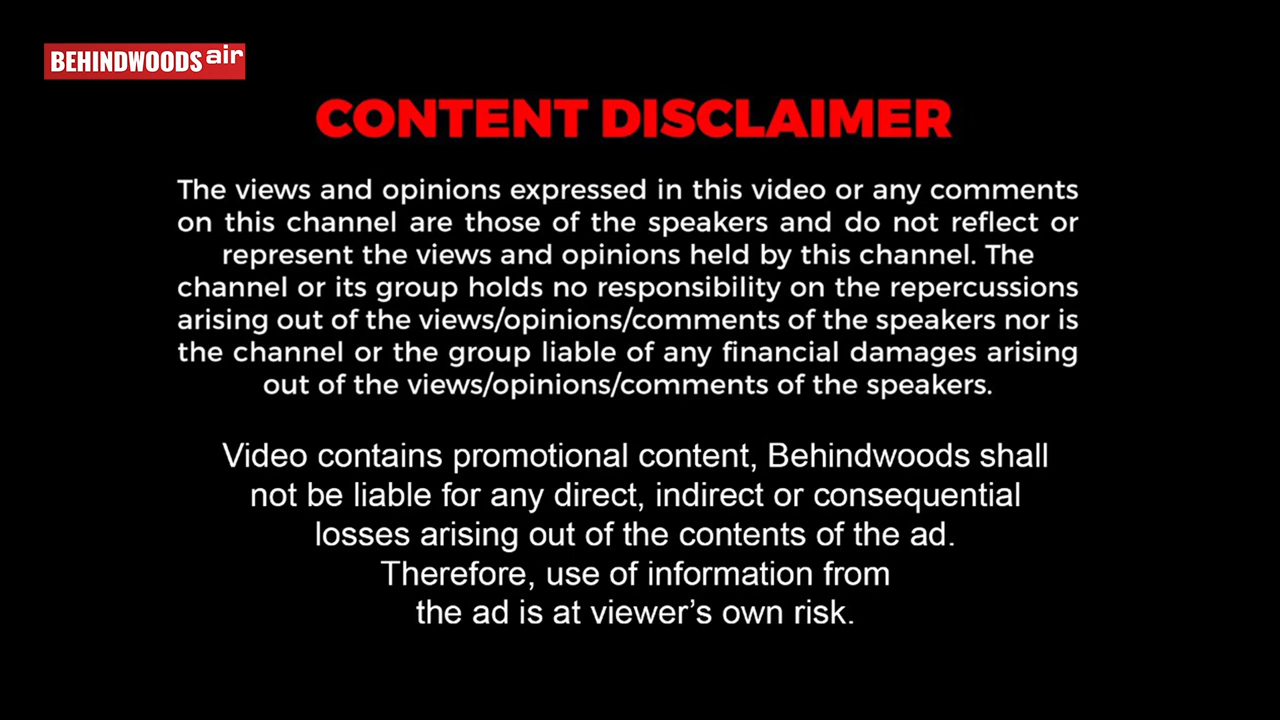 BEHINDWOODS air
CONTENT DISCLAIMER
The views and opinions expressed in this video or any comments
on this channel are those of the speakers and do not reflect or
represent the views and opinions held by this channel. The
channel or its group holds no responsibility on the repercussions
arising out of the views/opinions/comments of the speakers nor is
the channel or the group liable of any financial damages arising
out of the views/opinions/comments of the speakers.
Video contains promotional content, Behindwoods shall
not be liable for any direct, indirect or consequential
losses arising out of the contents of the ad.
Therefore, use of information from
the ad is at viewer’s own risk.